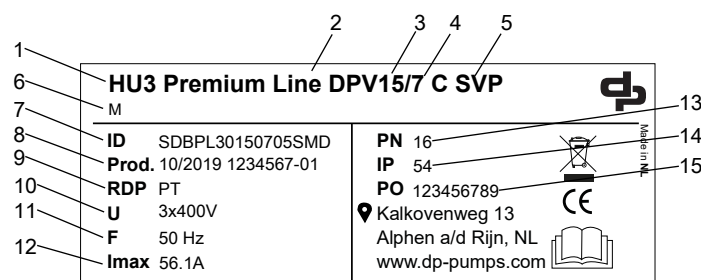 2 3 4 5
1
HU3 Premium Line DPV15/7 C SVP
dp
6
M
13
7
ID SDBPL30150705SMD
PN 16
14
8
Prod. 10/2019 1234567-01
IP 54
15
9
RDP PT
PO 123456789
10
U 3x400V
Kalkovenweg 13
11
F 50 Hz
Alphen a/d Rijn, NL
12
Imax 56.1A
www.dp-pumps.com
CE
Made in NL